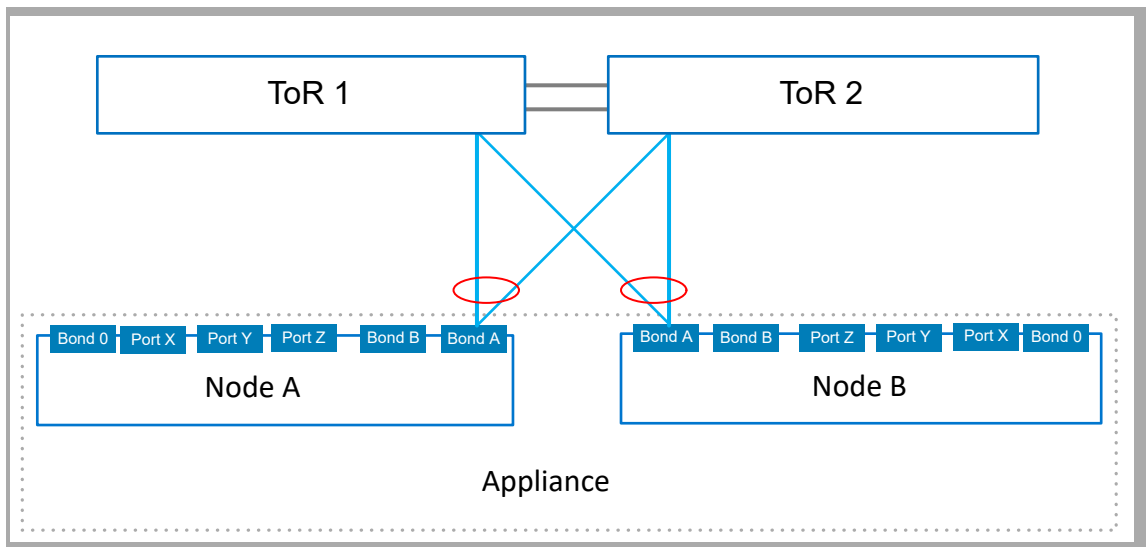 ToR 1
ToR 2
Bond 0
Port X
Port Y
Port Z
Bond B
Bond A
Bond A
Bond B
Port Z
Port Y
Port X
Bond 0
Node A
Node B
Appliance